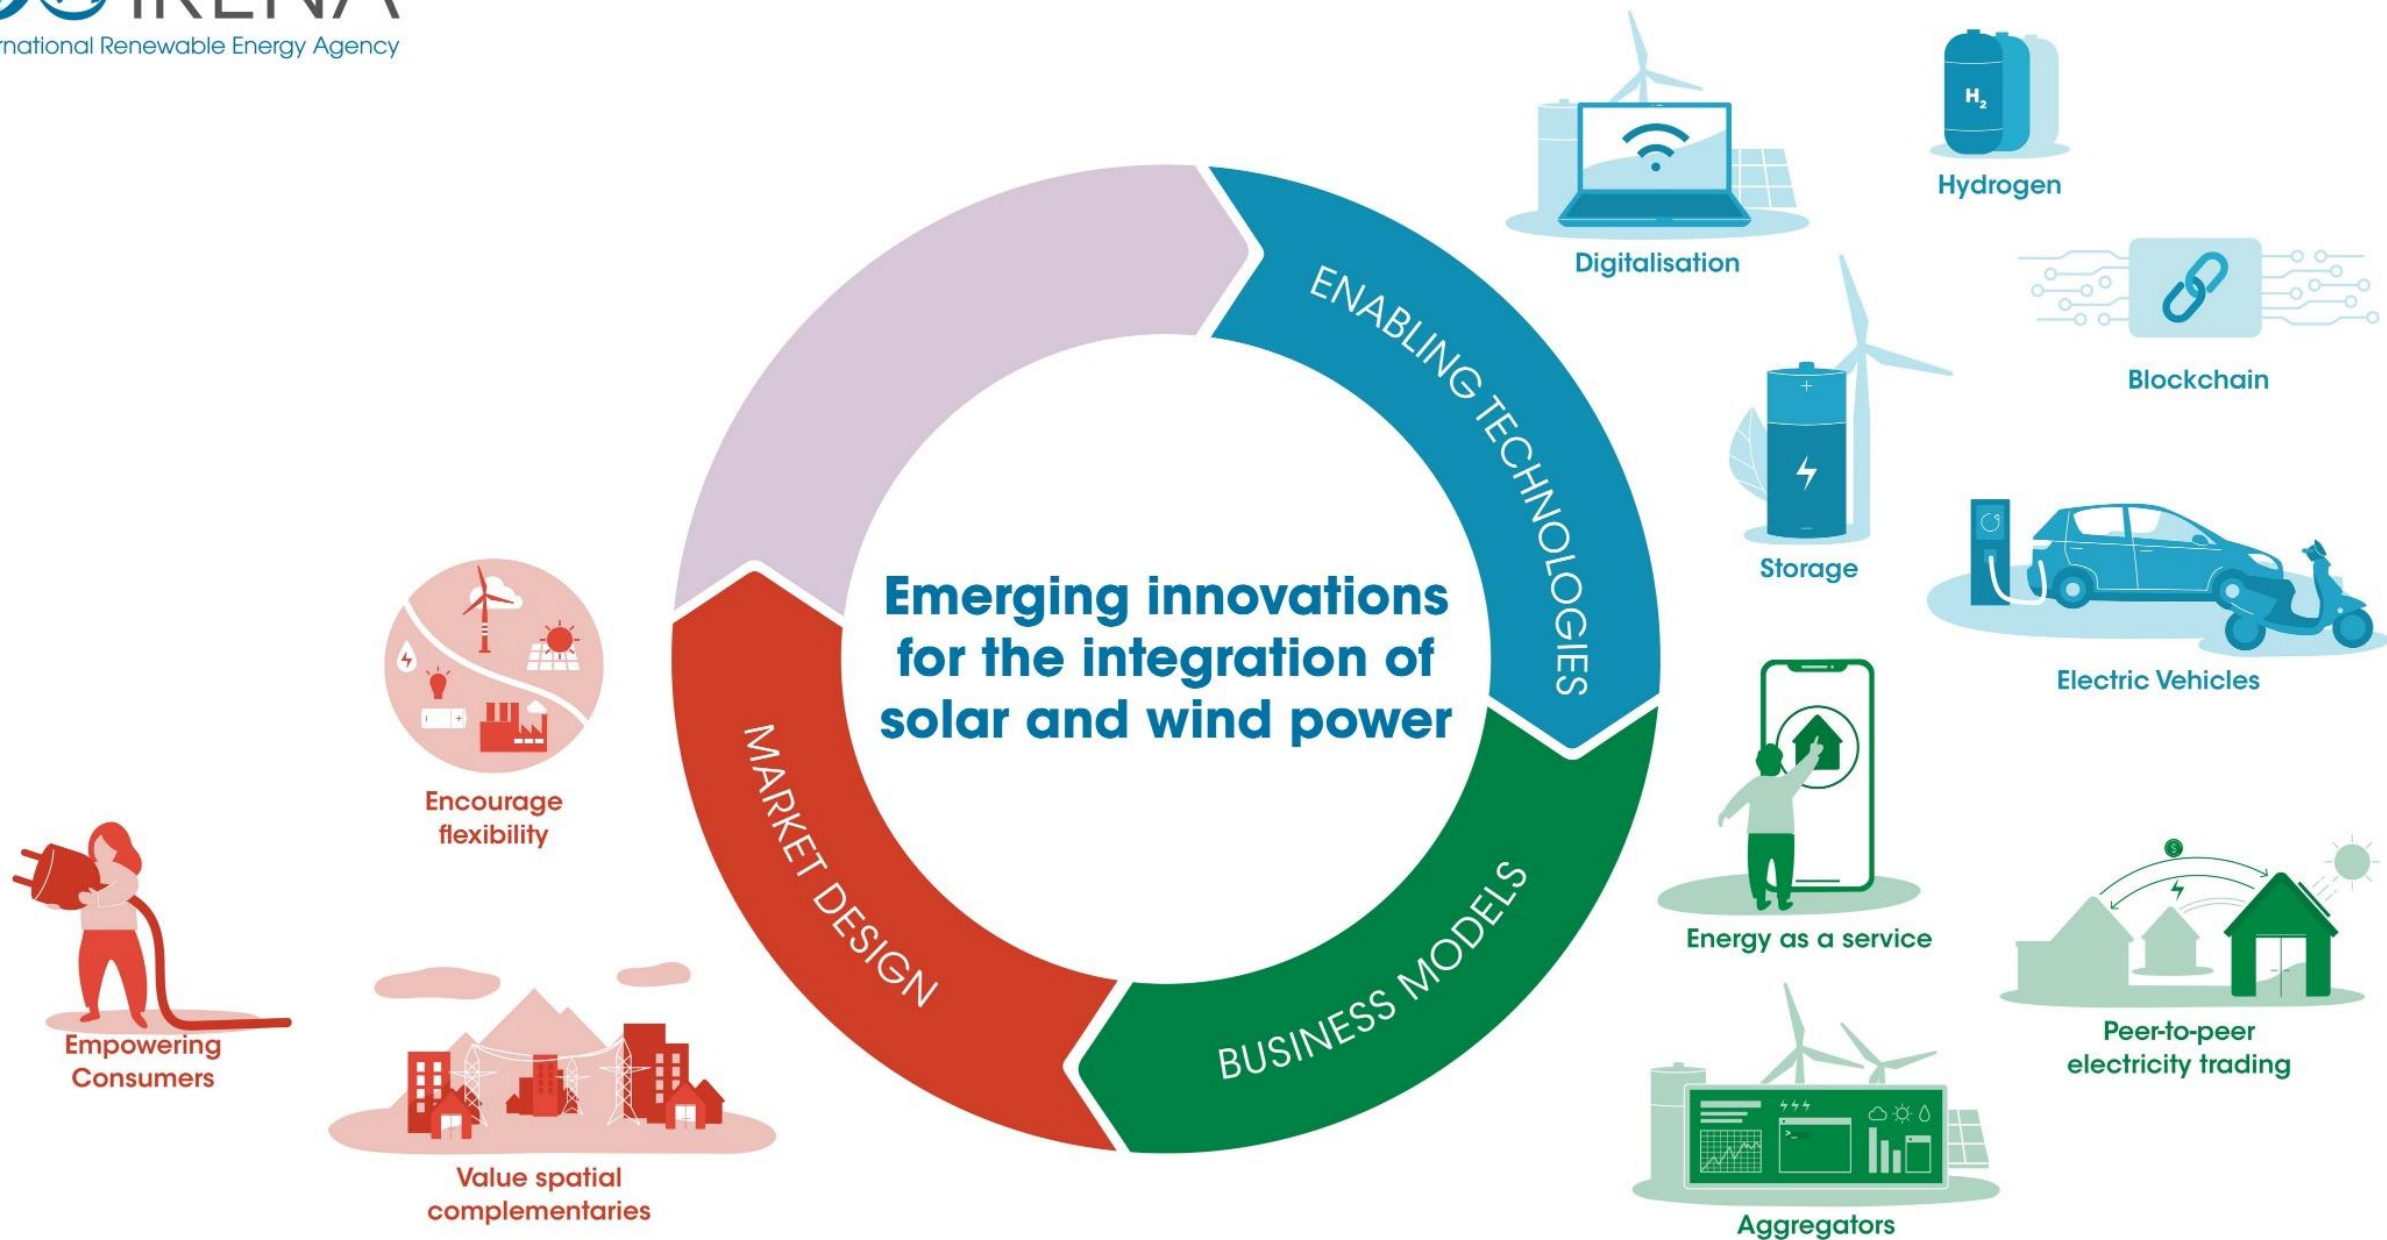 IRENA
rnational Renewable Energy Agency
H₂
Hydrogen
Digitalisation
Blockchain
Storage
Electric Vehicles
ENABLING TECHNOLOGIES
Emerging innovations
for the integration of
solar and wind power
Energy as a service
Peer-to-peer
electricity trading
Aggregators
BUSINESS MODELS
MARKET DESIGN
Encourage
flexibility
Empowering
Consumers
Value spatial
complementaries